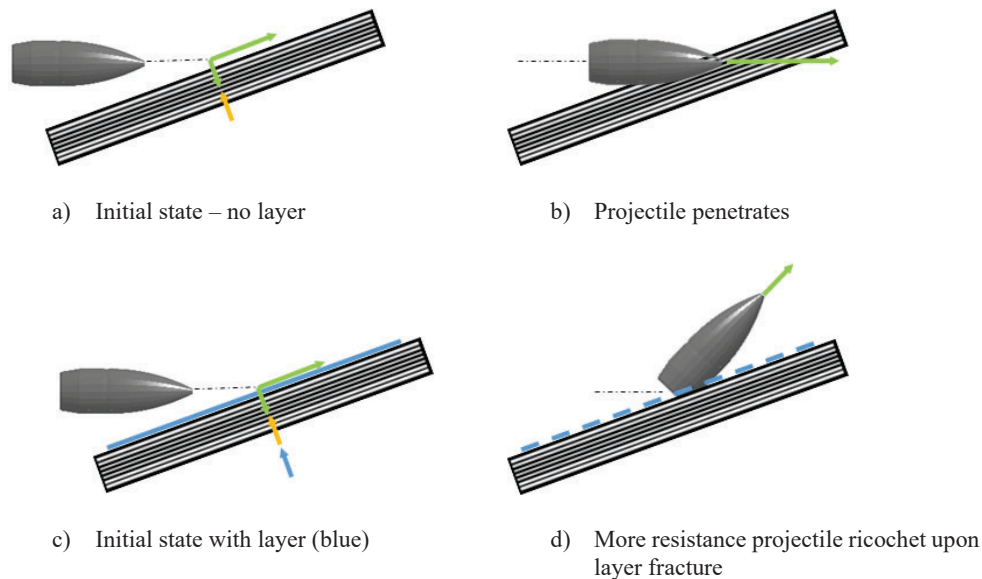 a) Initial state – no layer
b) Projectile penetrates
c) Initial state with layer (blue)
d) More resistance projectile ricochet upon
layer fracture